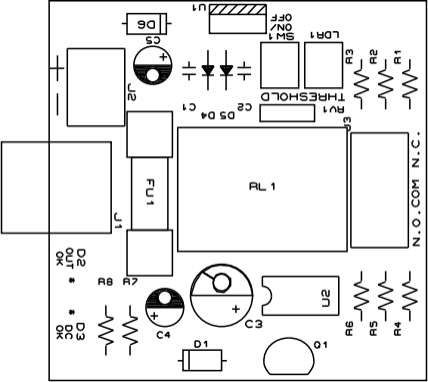 U1
D6
C5
ON/
OFF
SW1
LDR1
R3
R2
R1
+
+
−
J2
C1
D5
D4
C2
THRESHOLD
RV1
J3
FU1
RL1
N.O.COM N.C.
J1
D2
OUT
OK
*
R8
R7
*
D3
DC
OK
+
C4
+
C3
U2
R6
R5
R4
D1
Q1